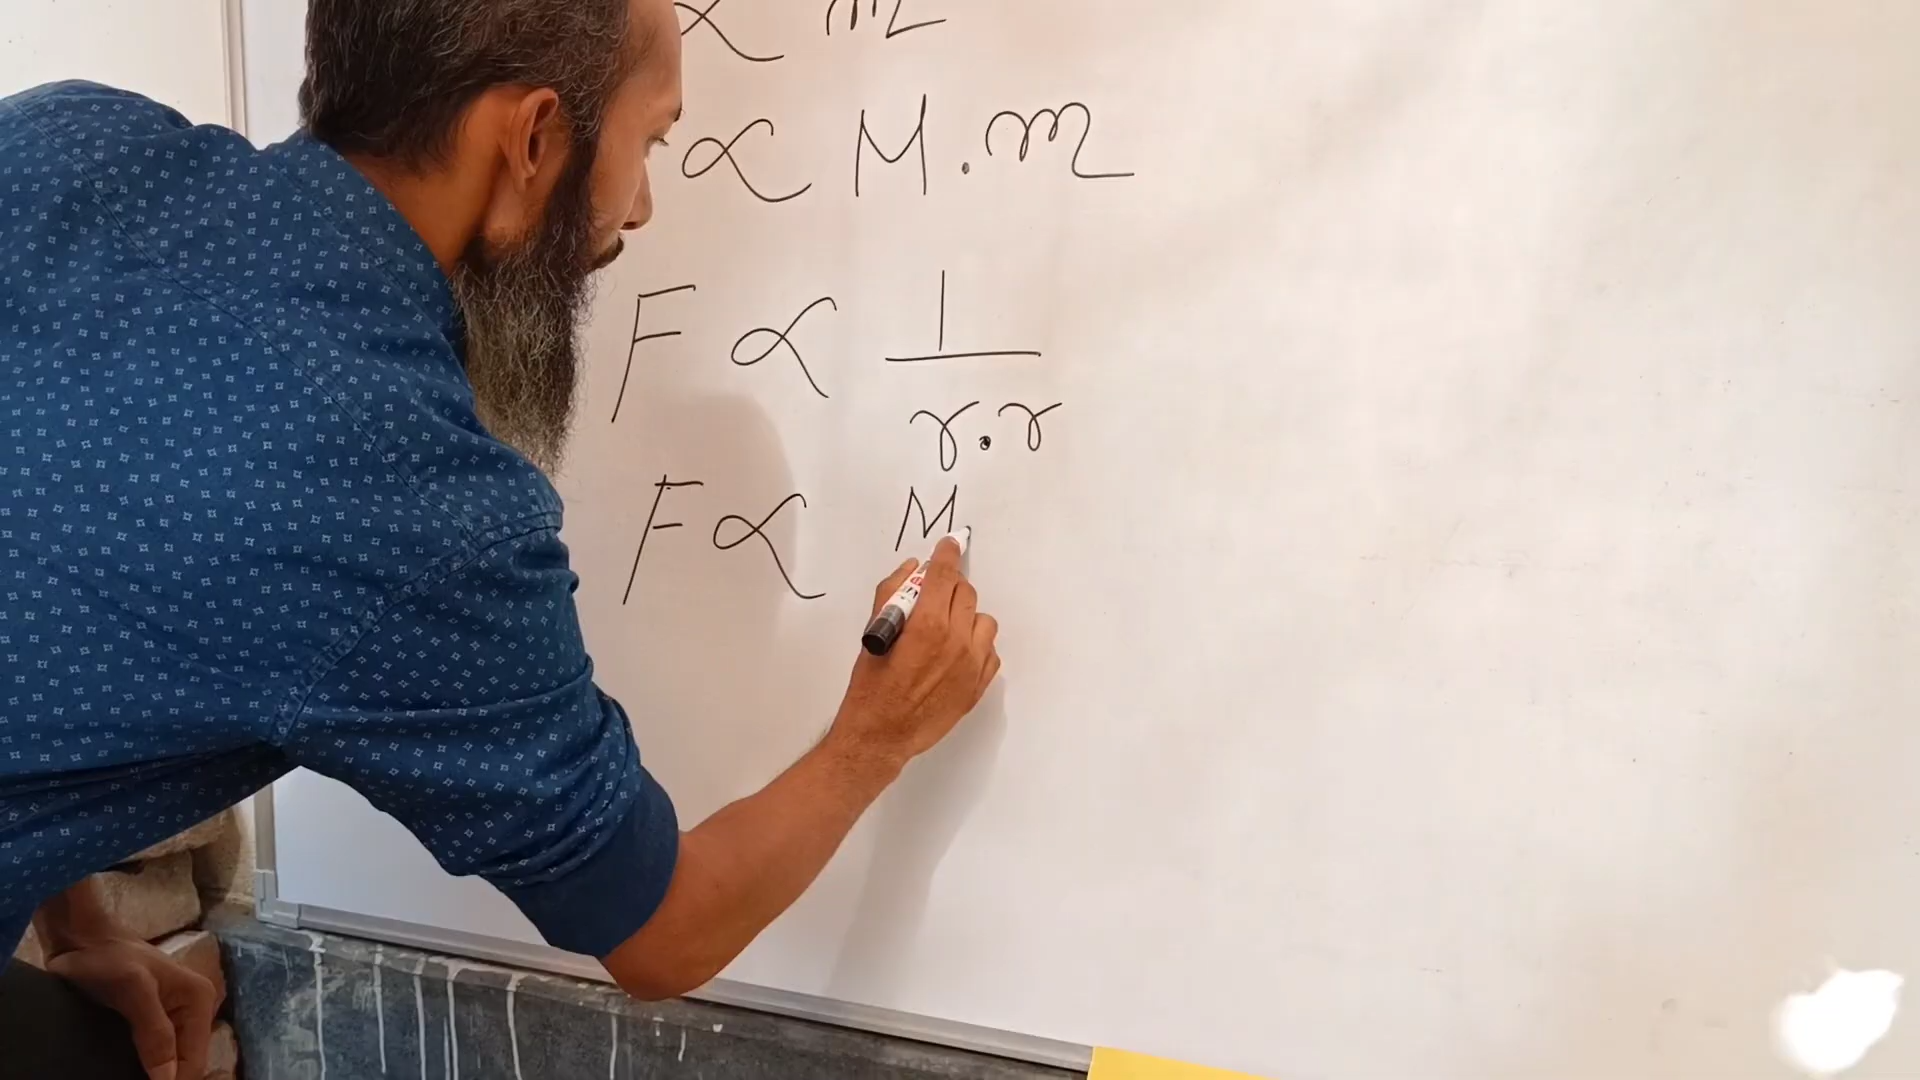 ∝ m
∝ M.m
F ∝ 1
r.r
F ∝ M